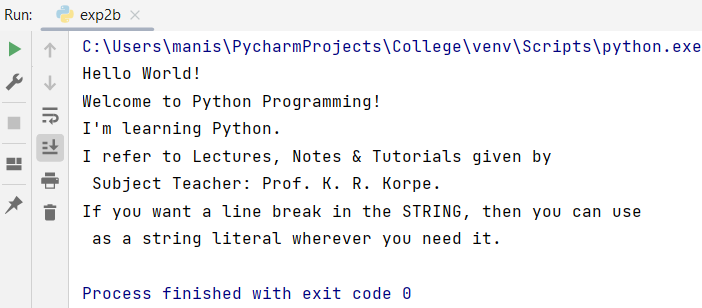 Run:
exp2b
C:\Users\manis\PycharmProjects\College\venv\Scripts\python.exe
Hello World!
Welcome to Python Programming!
I'm learning Python.
I refer to Lectures, Notes & Tutorials given by
 Subject Teacher: Prof. K. R. Korpe.
If you want a line break in the STRING, then you can use
 as a string literal wherever you need it.
Process finished with exit code 0